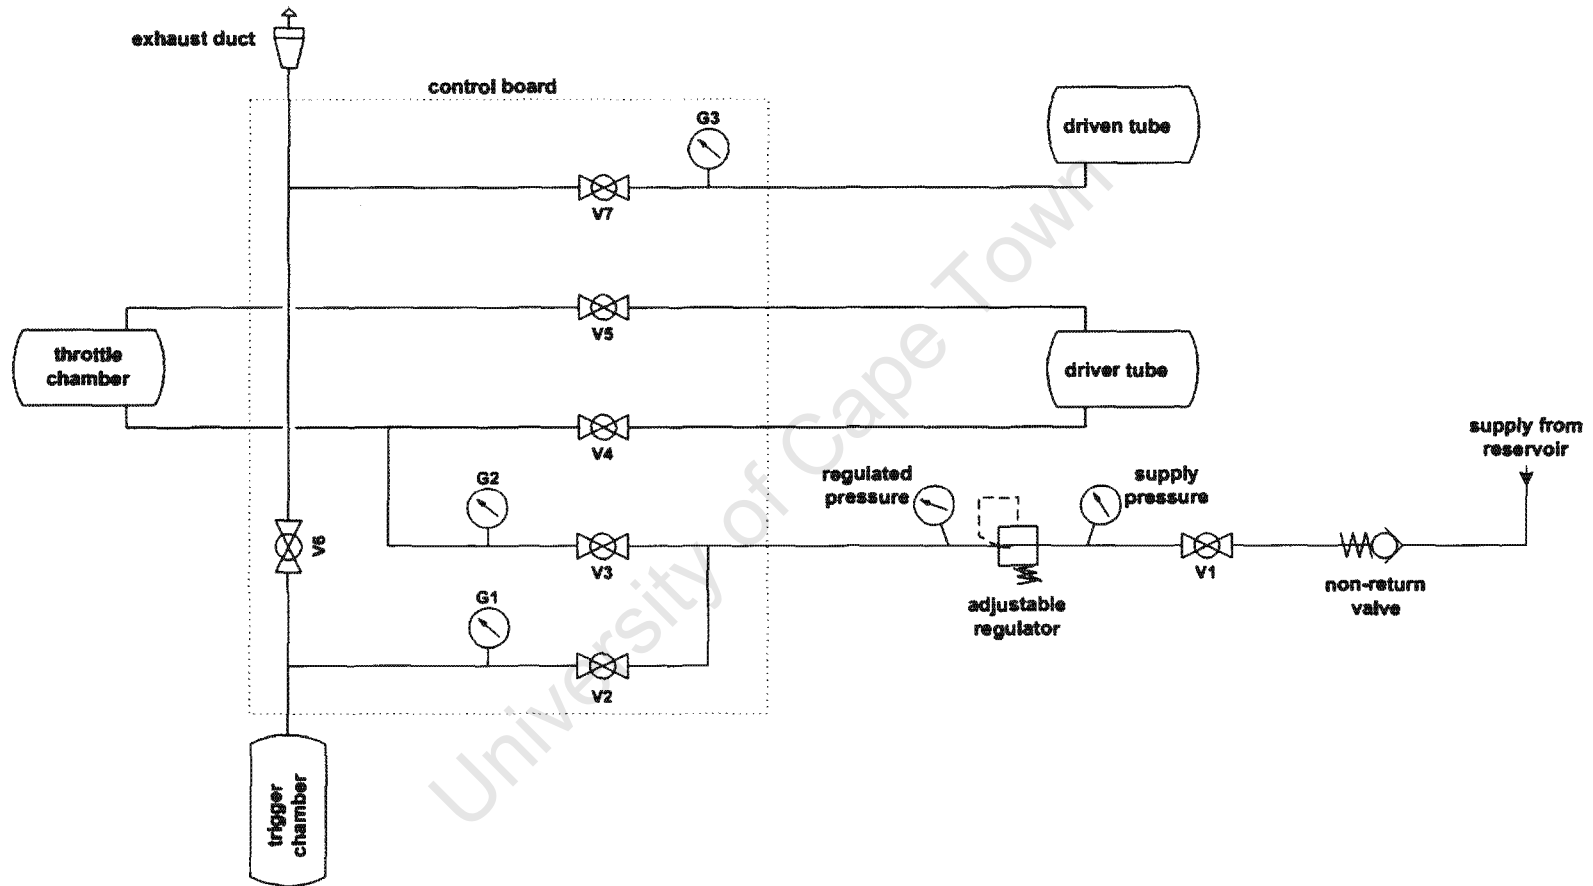 exhaust duct
control board
G3
driven tube
V7
V5
throttle
chamber
driver tube
V4
supply from
reservoir
G2
regulated
pressure
supply
pressure
V6
V3
V1
G1
adjustable
regulator
non-return
valve
V2
trigger
chamber
University of Cape Town